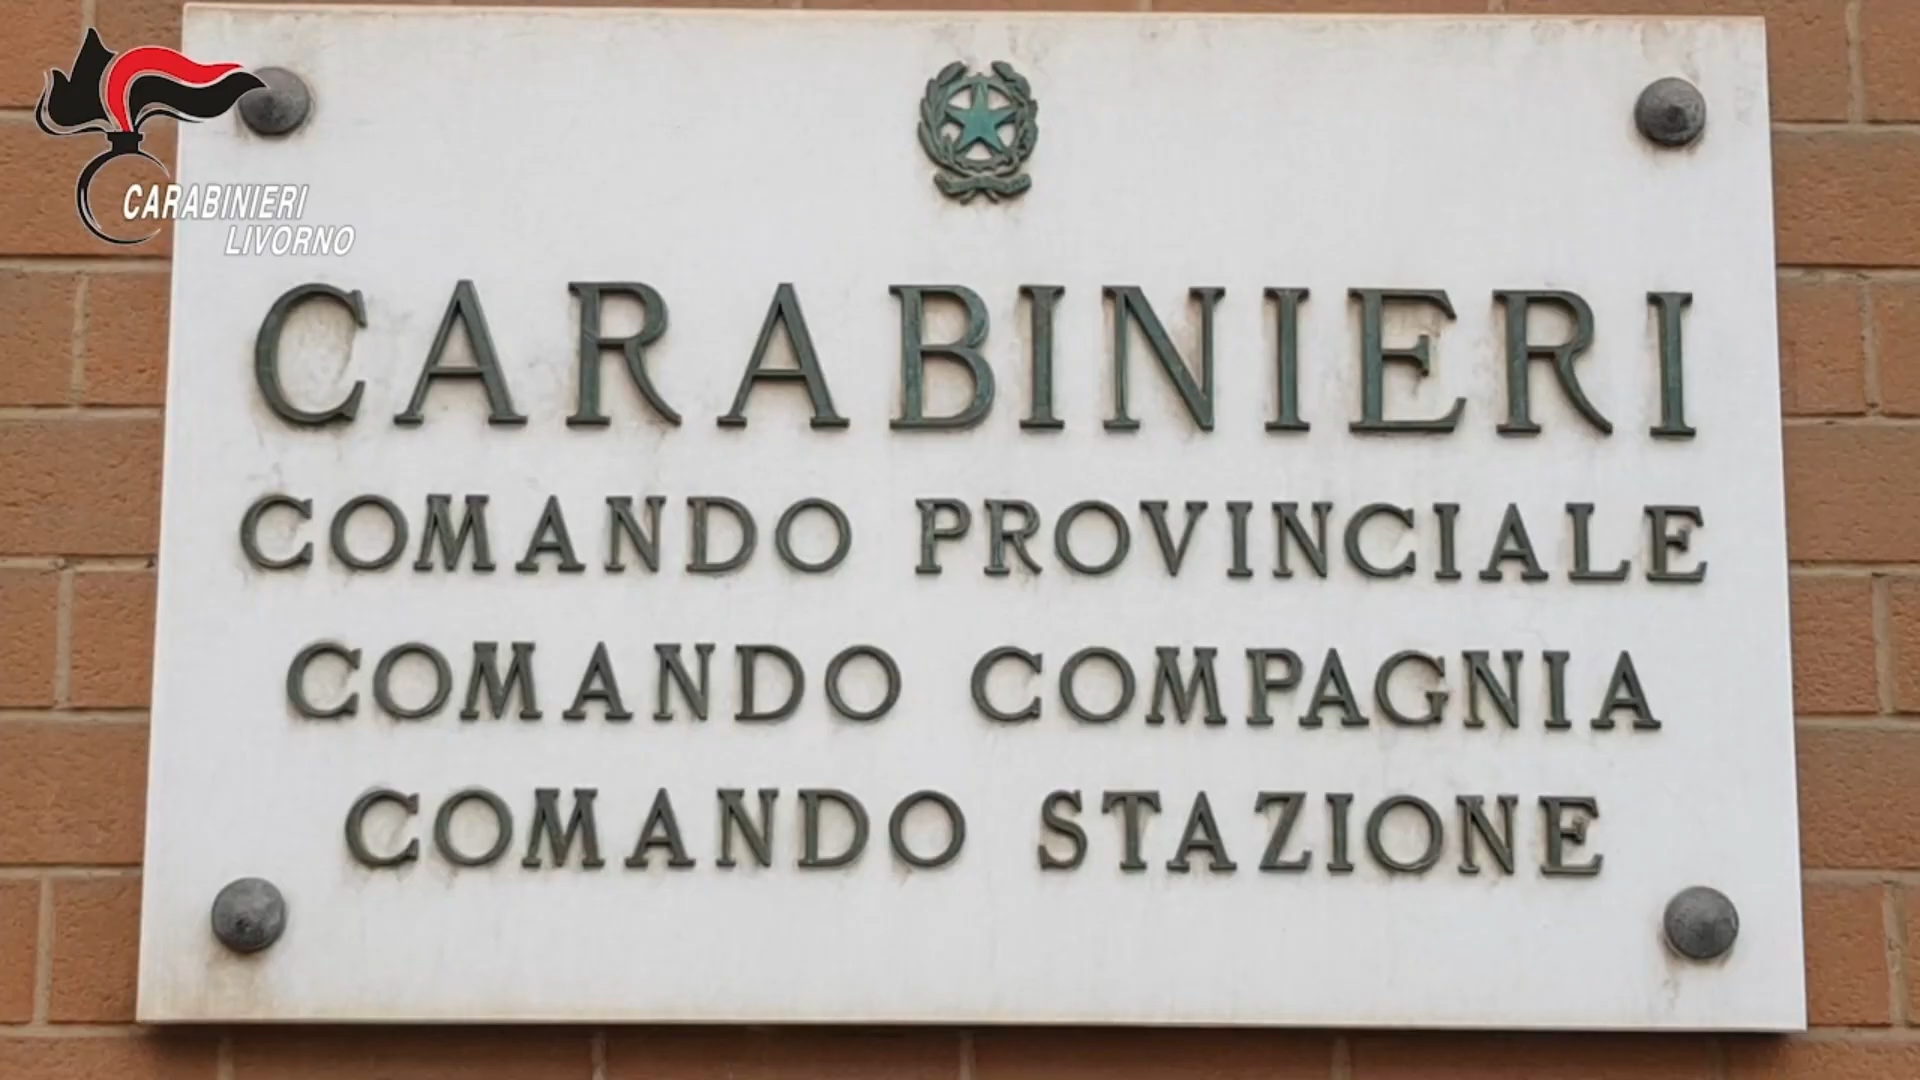 CARABINIERI
LIVORNO
CARABINIERI
COMANDO PROVINCIALE
COMANDO COMPAGNIA
COMANDO STAZIONE